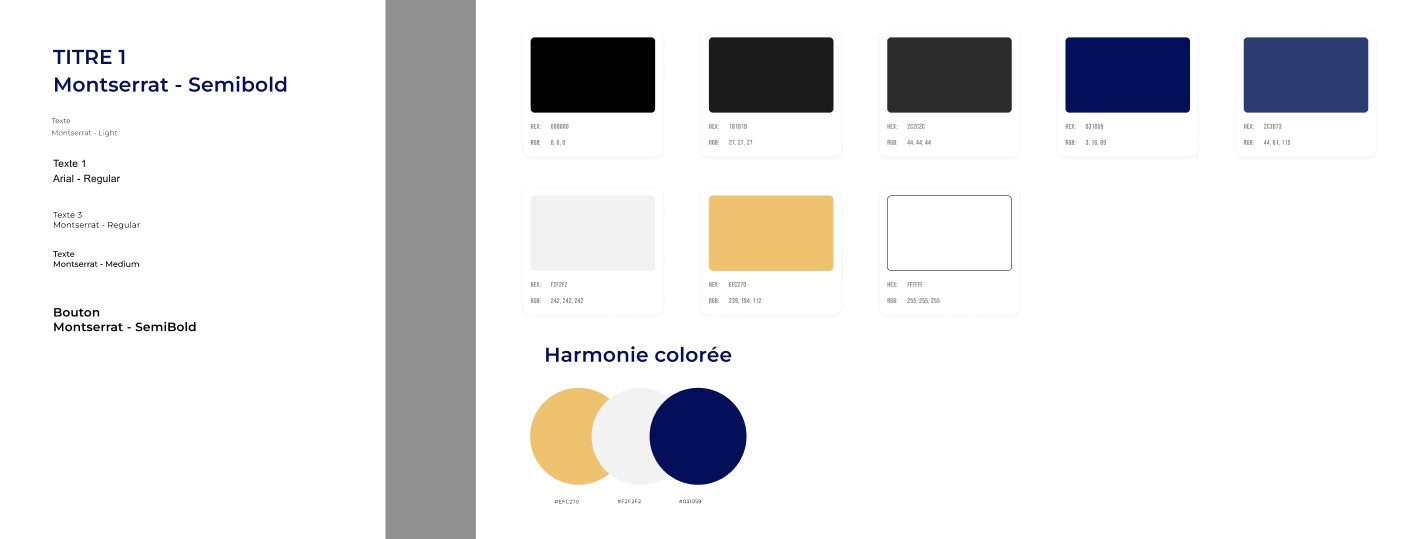 TITRE 1
Montserrat - Semibold
Texte
Montserrat - Light
Texte 1
Arial - Regular
Texte 3
Montserrat - Regular
Texte
Montserrat - Medium
Bouton
Montserrat - SemiBold
HEX: 000000
RGB: 0, 0, 0
HEX: 1B1B1B
RGB: 27, 27, 27
HEX: 2C2C2C
RGB: 44, 44, 44
HEX: 031059
RGB: 3, 16, 89
HEX: 2C3D73
RGB: 44, 61, 115
HEX: F2F2F2
RGB: 242, 242, 242
HEX: EFC270
RGB: 239, 194, 112
HEX: FFFFFF
RGB: 255, 255, 255
Harmonie colorée
#EFC270
#F2F2F2
#031059